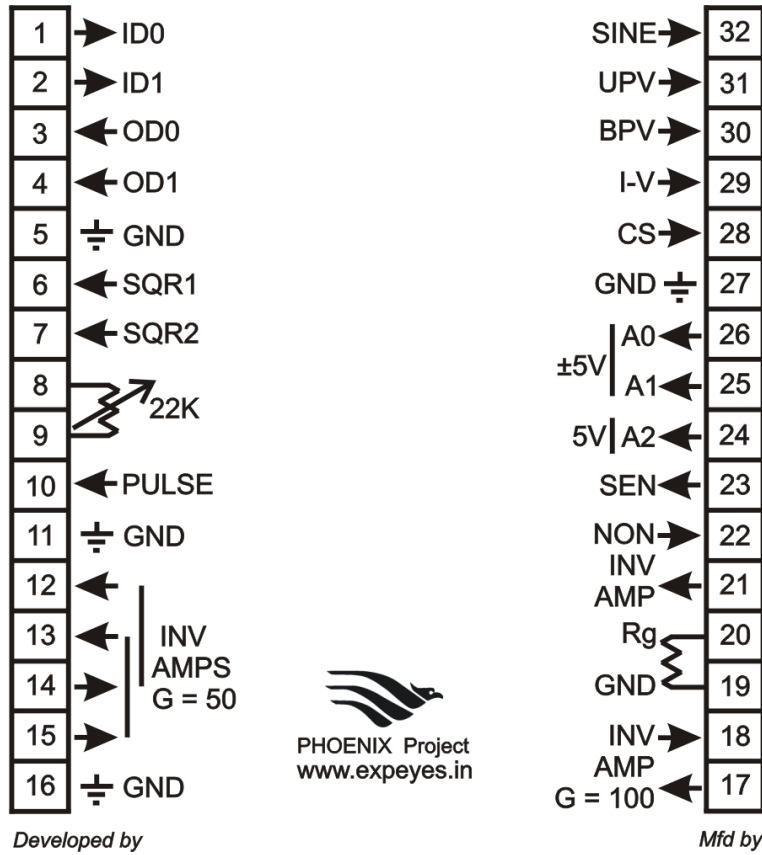 1 ID0
2 ID1
3 OD0
4 OD1
5 GND
6 SQR1
7 SQR2
8
22K
9
10 PULSE
11 GND
12
13 INV
AMPS
14
G = 50
15
16 GND
Developed by
PHOENIX Project
www.expeyes.in
SINE 32
UPV 31
BPV 30
I-V 29
CS 28
GND 27
A0 26
±5V
A1 25
5V A2 24
SEN 23
NON 22
INV
21
AMP
Rg 20
GND 19
INV 18
AMP
17
G = 100
Mfd by